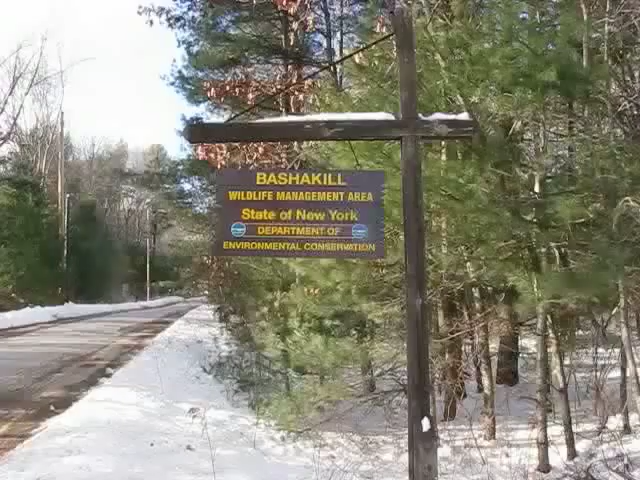 BASHAKILL
WILDLIFE MANAGEMENT AREA
State of New York
DEPARTMENT OF
ENVIRONMENTAL CONSERVATION